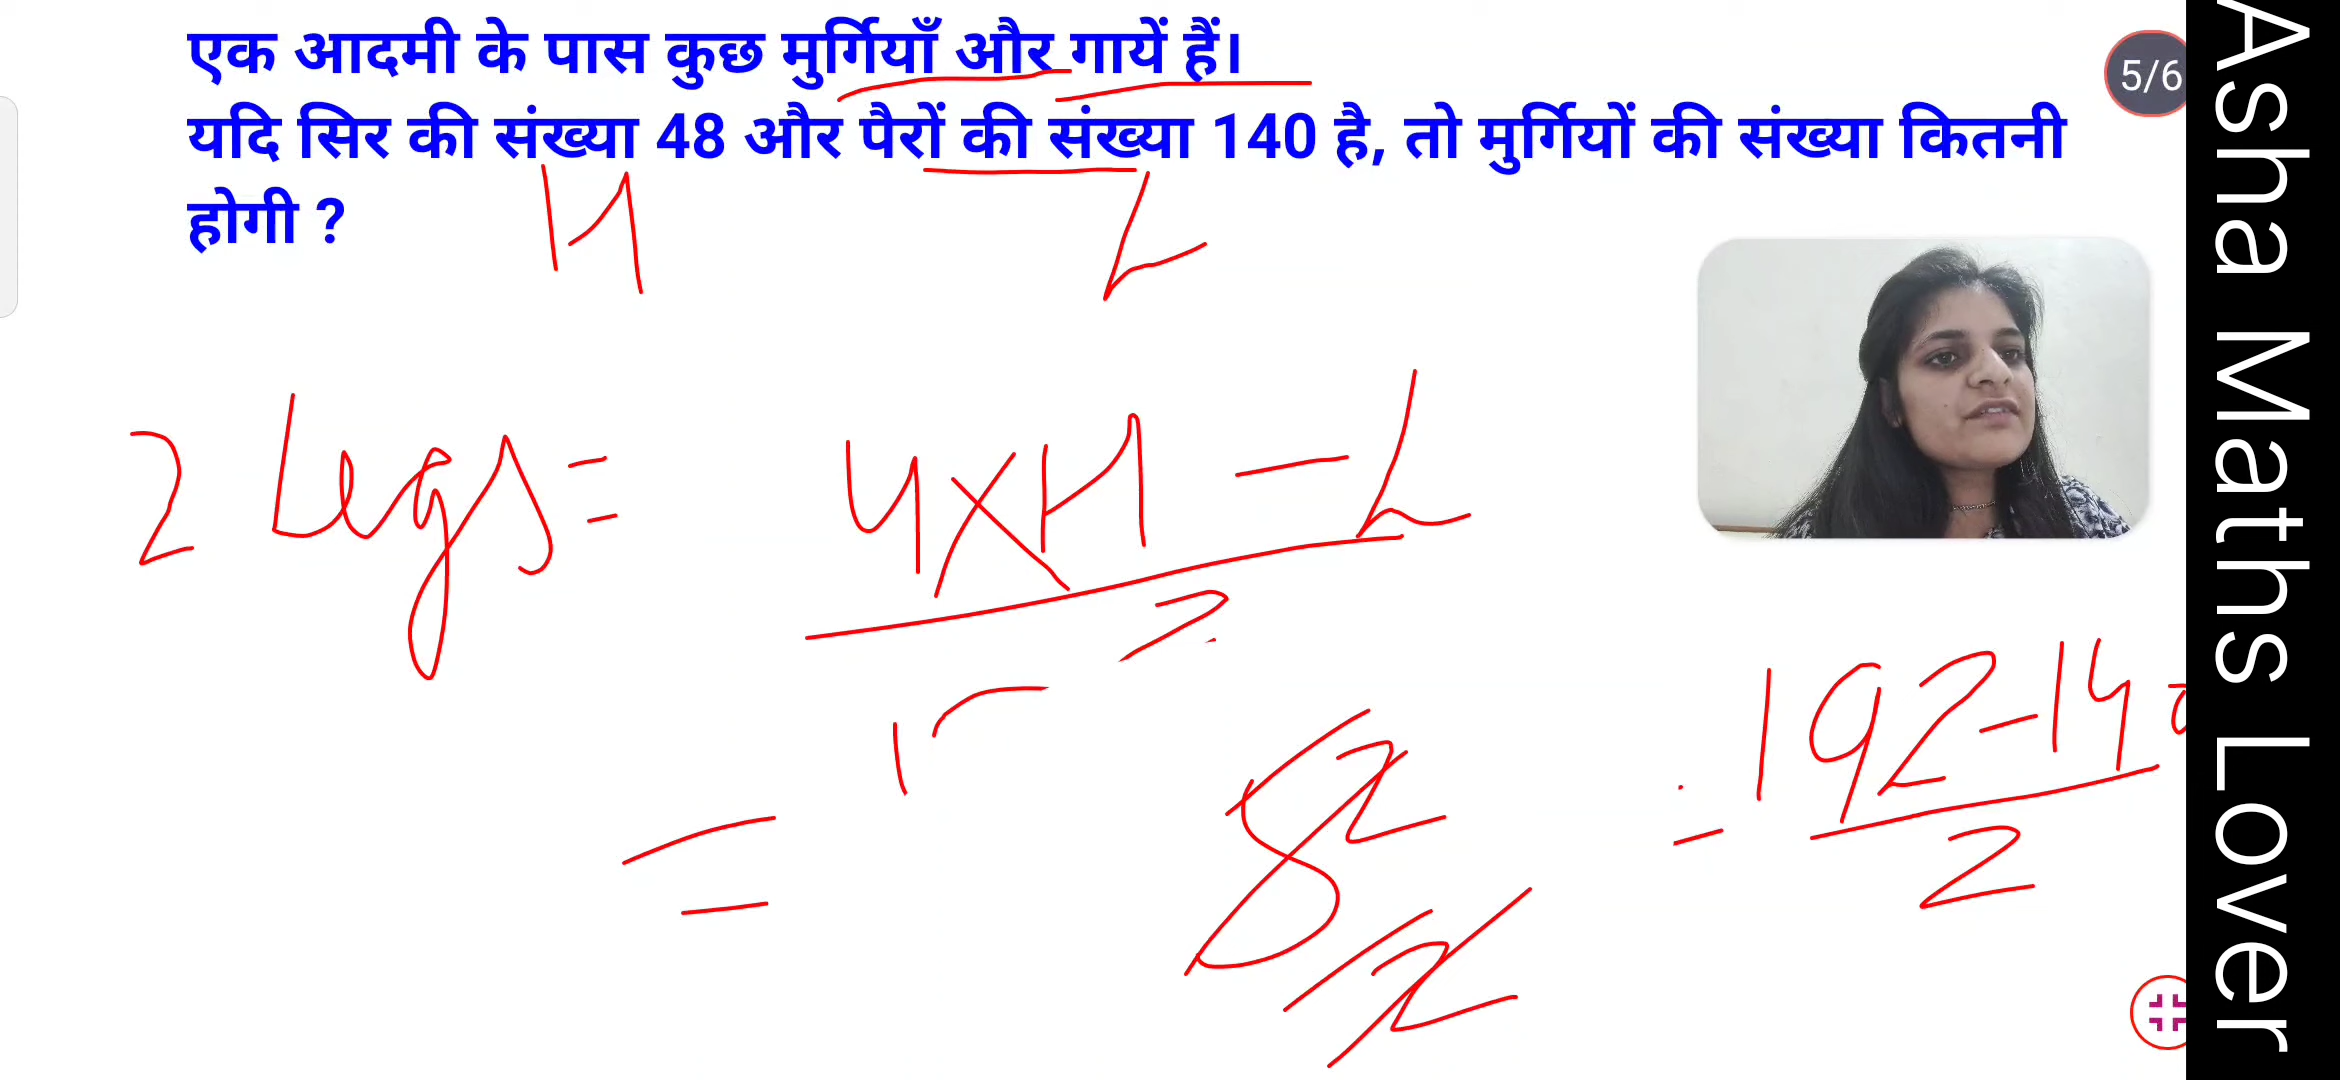 एक आदमी के पास कुछ मुर्गियाँ और गायें हैं।
यदि सिर की संख्या 48 और पैरों की संख्या 140 है, तो मुर्गियों की संख्या कितनी
होगी ?
5/6
H
L
2 Legs =
4×H - L
2
=
= 192-140
2
Asha Maths Lover